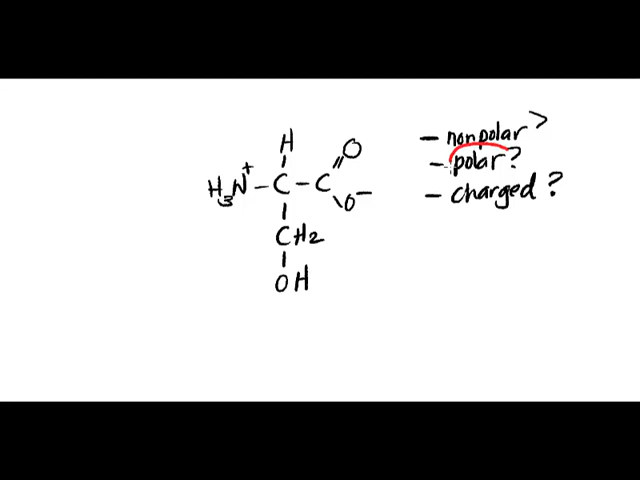 H
O
H₃N⁺ – C – C
O –
CH2
OH
– nonpolar >
– polar ?
– charged ?